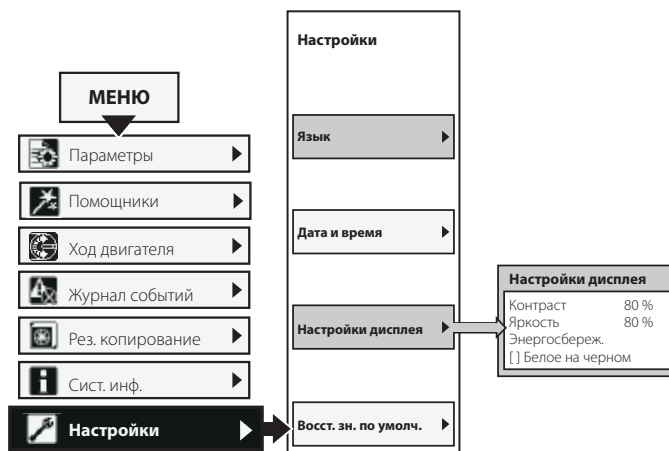 МЕНЮ
Параметры
Помощники
Ход двигателя
Журнал событий
Рез. копирование
Сист. инф.
Настройки
Настройки
Язык
Дата и время
Настройки дисплея
Восст. зн. по умолч.
Настройки дисплея
Контраст 80 %
Яркость 80 %
Энергосбереж.
[ ] Белое на черном